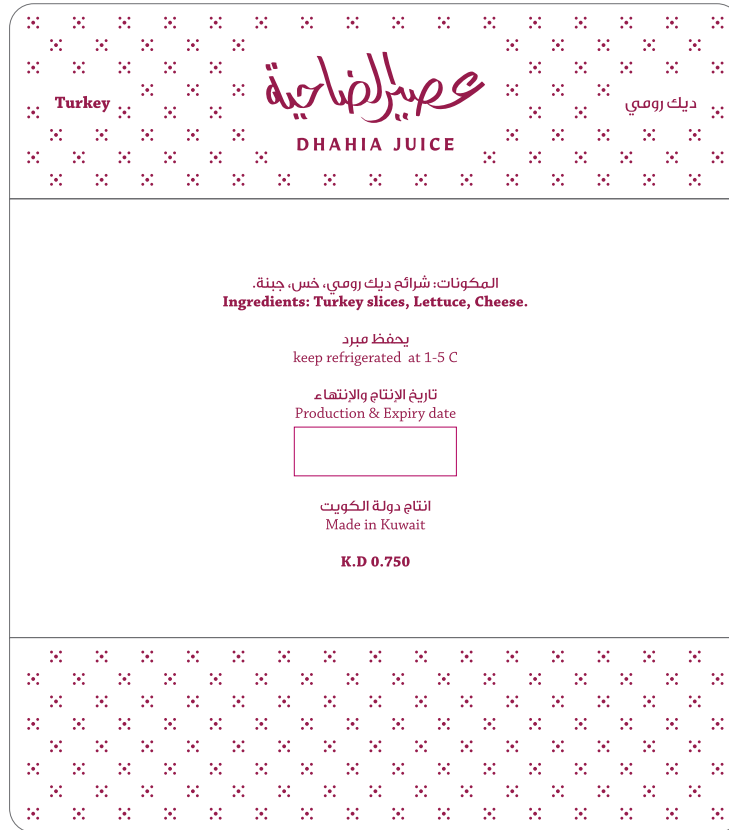 Turkey
عصير الضاحية
DHAHIA JUICE
ديك رومي
المكونات: شرائح ديك رومي، خس، جبنة.
Ingredients: Turkey slices, Lettuce, Cheese.
يحفظ مبرد
keep refrigerated at 1-5 C
تاريخ الإنتاج والإنتهاء
Production & Expiry date
انتاج دولة الكويت
Made in Kuwait
K.D 0.750